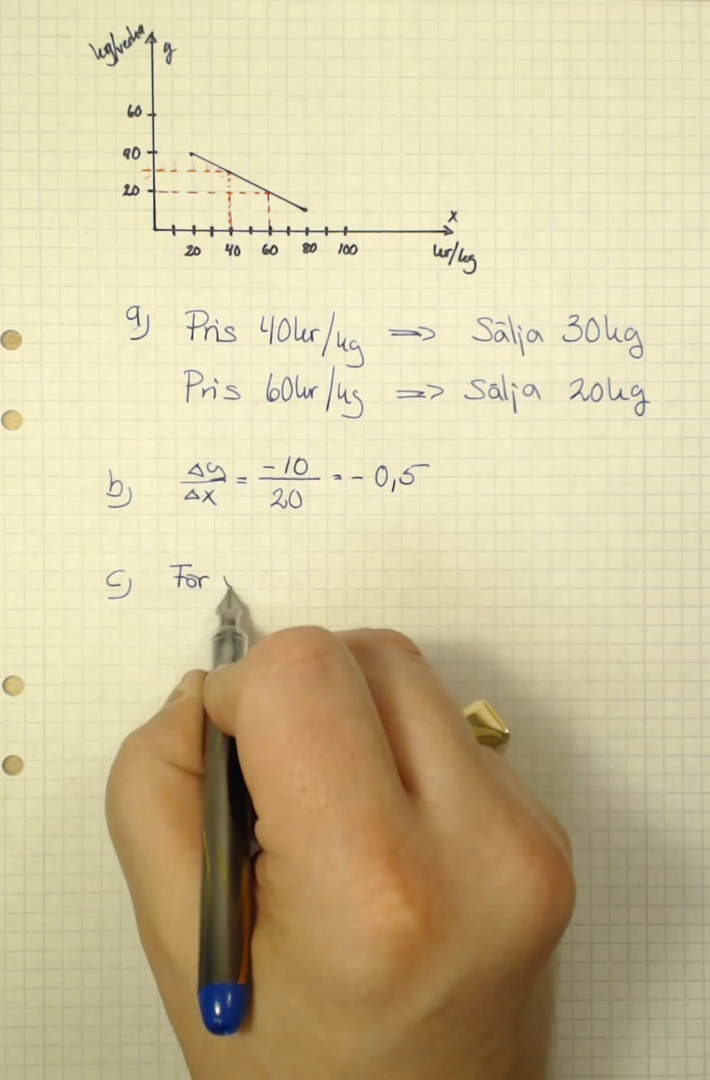 kg/vecka y
60
40
20
x
20 40 60 80 100
kr/kg
a) Pris 40kr/kg => Sälja 30kg
Pris 60kr/kg => Sälja 20kg
b) Δy/Δx = -10/20 = -0,5
c) För